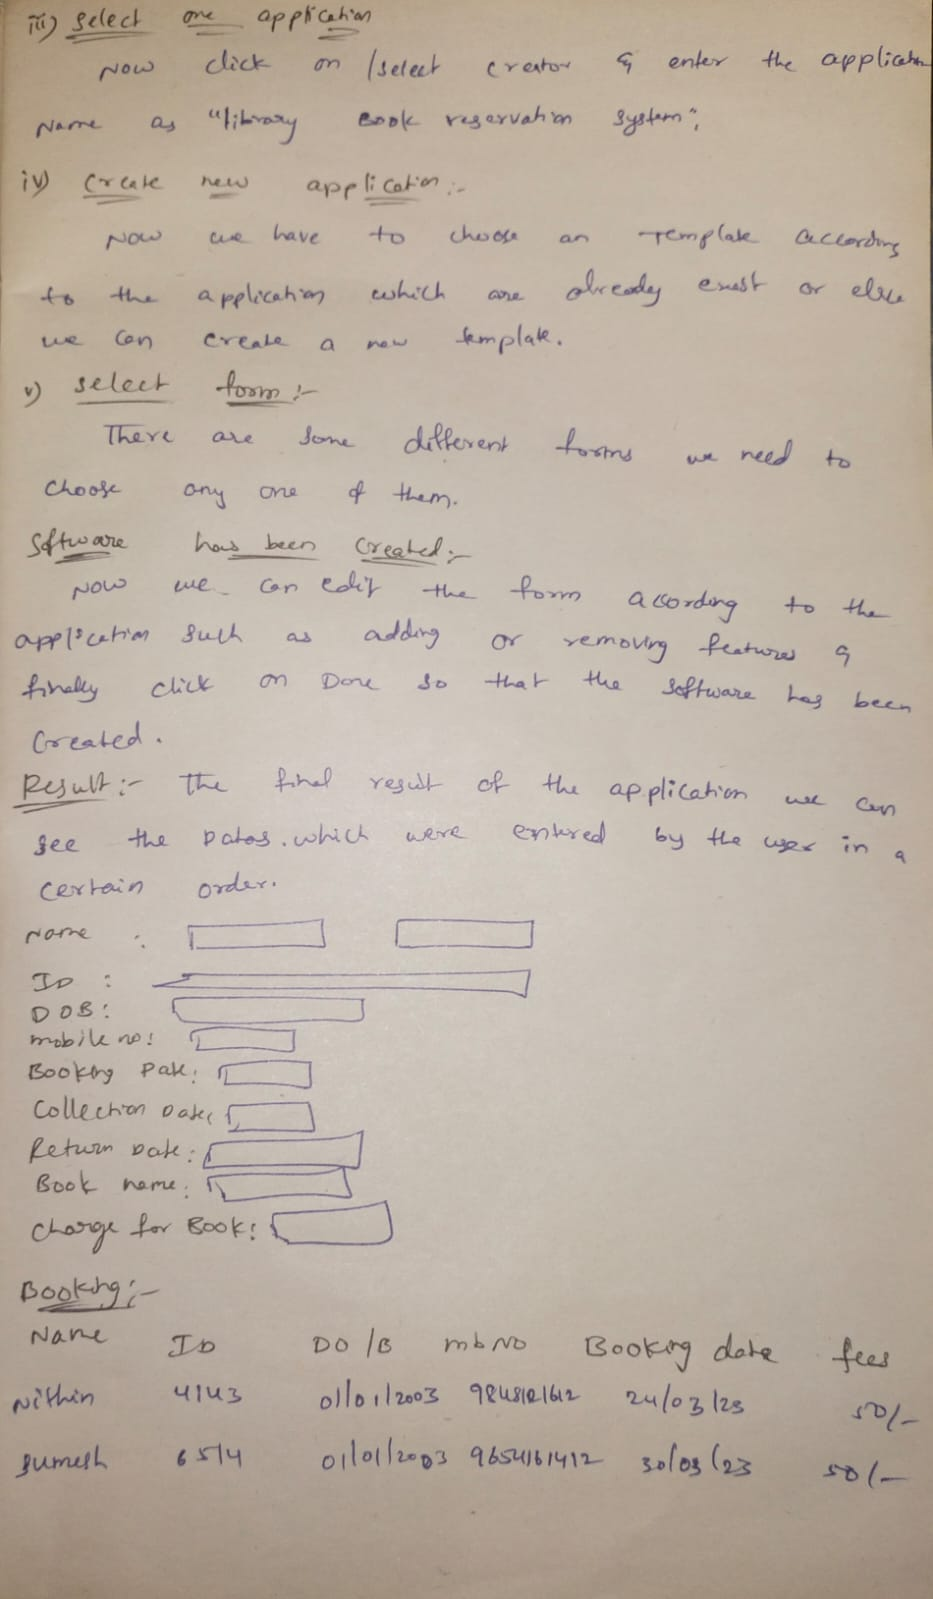 iii) Select one application
Now click on /select creator & enter the application
Name as "library Book reservation system",
iv) Create new application :-
Now we have to choose an Template according
to the application which are already exist or else
we can create a new template.
v) select form :-
There are some different forms we need to
choose any one of them.
Software has been Created :-
Now we can edit the form according to the
application such as adding or removing features &
finally click on Done so that the software has been
Created.
Result :- The final result of the application we can
see the Datas. which were entered by the user in a
certain order.
Name :
ID :
DOB :
mobile no :
Booking Date :
Collection Date :
Return Date :
Book name :
Charge for Book :
Booking :-
Name ID DO/B mb NO Booking date fees
Nithin 4143 01/01/2003 24/03/23 50/-
Sumesh 6514 01/01/2003 9654161412 30/03/23 50/-